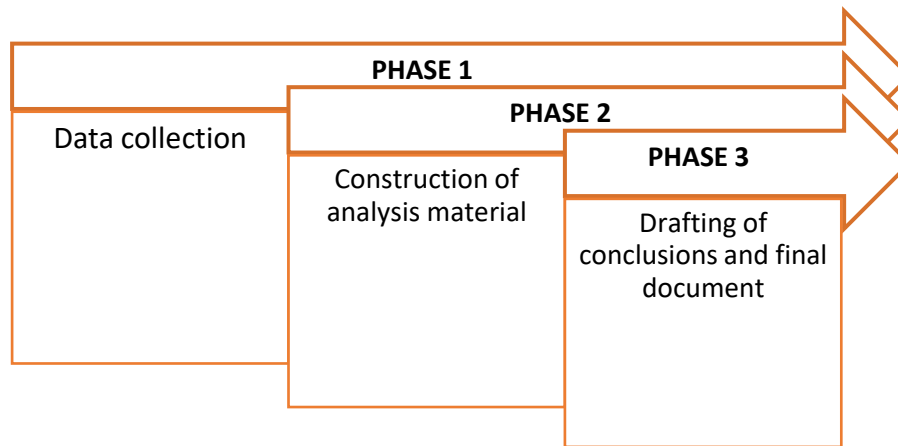 PHASE 1
Data collection
PHASE 2
Construction of
analysis material
PHASE 3
Drafting of
conclusions and final
document